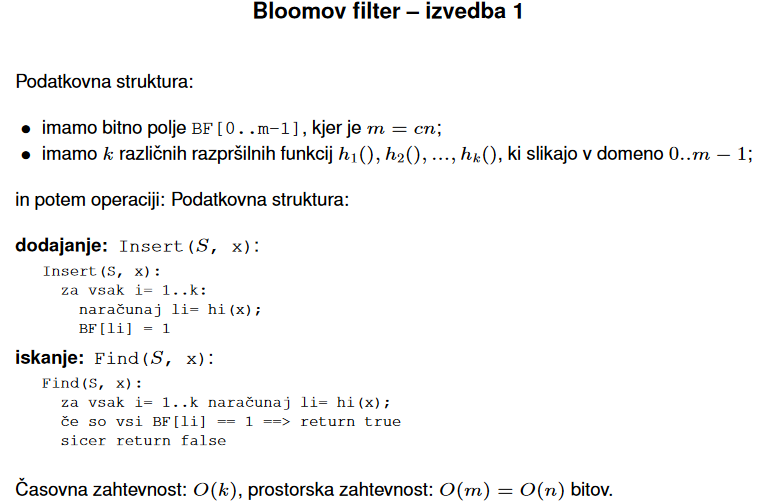 Bloomov filter – izvedba 1
Podatkovna struktura:
• imamo bitno polje BF[0..m-1], kjer je m = cn;
• imamo k različnih razpršilnih funkcij h₁(), h₂(), ..., hₖ(), ki slikajo v domeno 0..m − 1;
in potem operaciji: Podatkovna struktura:
dodajanje: Insert(S, x):
Insert(S, x):
za vsak i= 1..k:
naračunaj li= hi(x);
BF[li] = 1
iskanje: Find(S, x):
Find(S, x):
za vsak i= 1..k naračunaj li= hi(x);
če so vsi BF[li] == 1 ==> return true
sicer return false
Časovna zahtevnost: O(k), prostorska zahtevnost: O(m) = O(n) bitov.